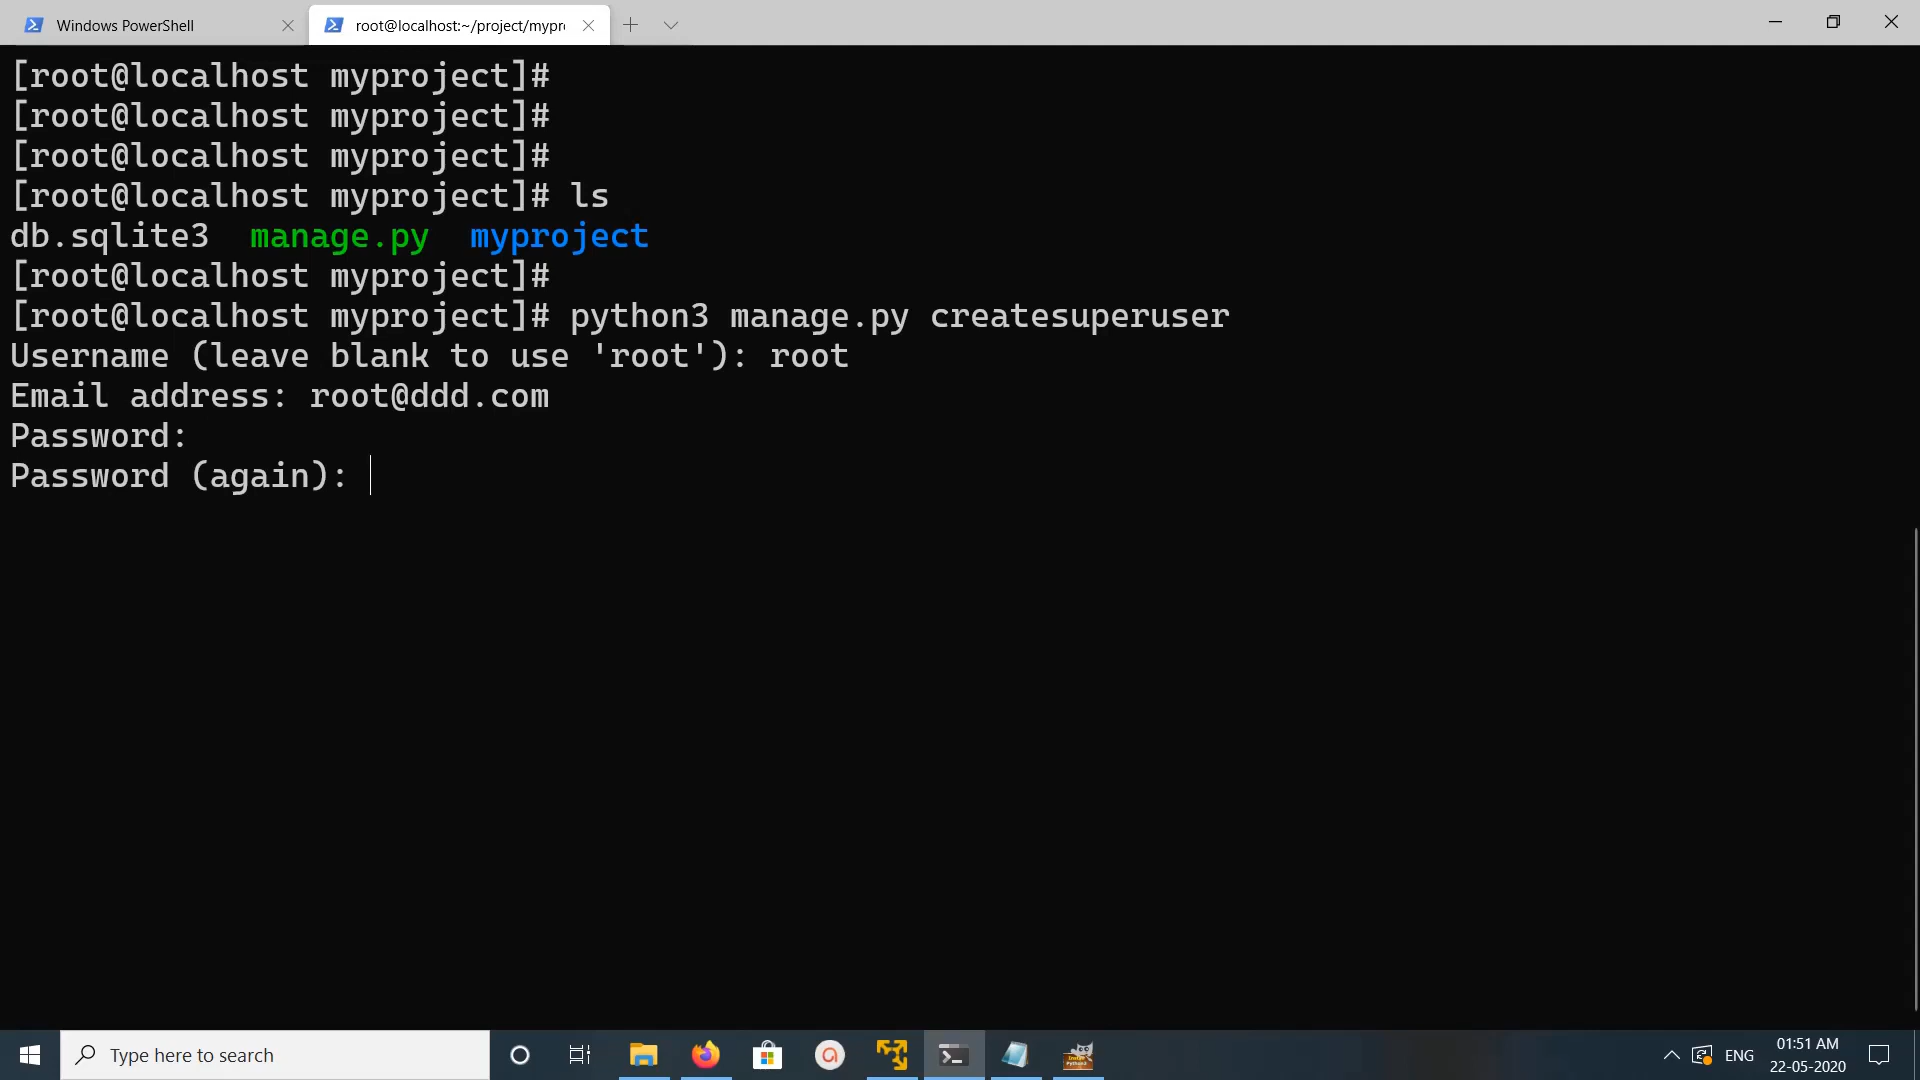 Windows PowerShell
root@localhost:~/project/mypr
[root@localhost myproject]#
[root@localhost myproject]#
[root@localhost myproject]#
[root@localhost myproject]# ls
db.sqlite3 manage.py myproject
[root@localhost myproject]#
[root@localhost myproject]# python3 manage.py createsuperuser
Username (leave blank to use 'root'): root
Email address: root@ddd.com
Password:
Password (again):
Type here to search
ENG
01:51 AM
22-05-2020